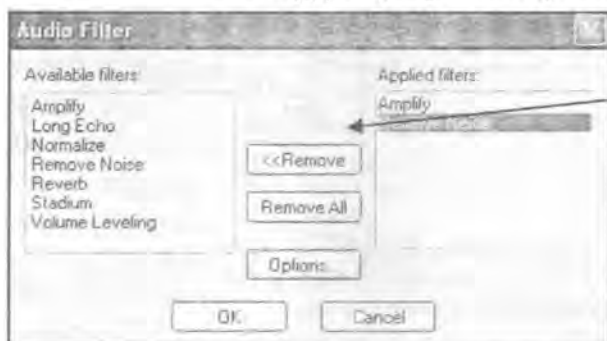 Audio Filter
Available filters:
Applied filters:
Amplify
Long Echo
Normalize
Remove Noise
Reverb
Stadium
Volume Leveling
<<Remove
Remove All
Options...
Amplify
OK
Cancel